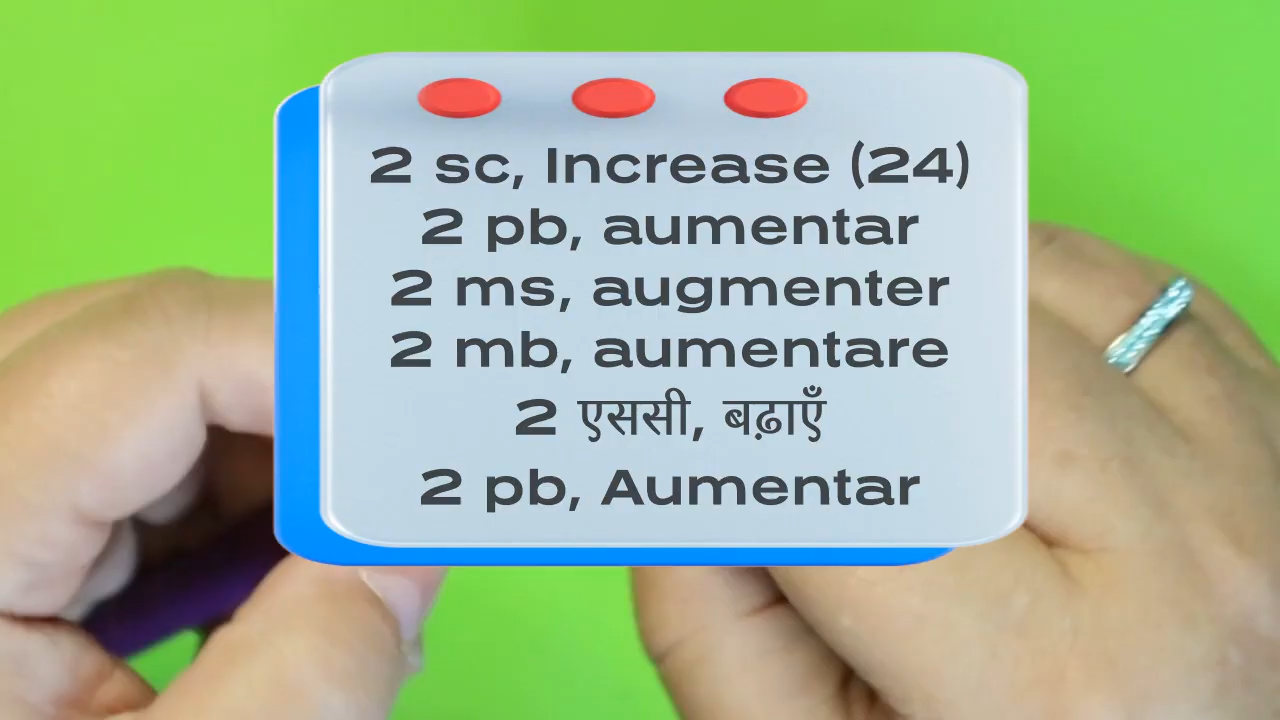 2 sc, Increase (24)
2 pb, aumentar
2 ms, augmenter
2 mb, aumentare
2 एससी, बढ़ाएँ
2 pb, Aumentar